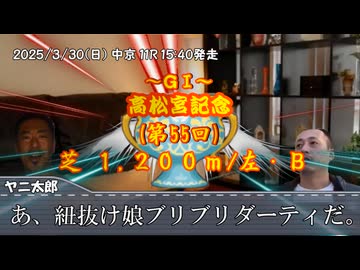 2025/3/30(日) 中京 11R 15:40発走
～GⅠ～
高松宮記念
(第55回)
芝 1,200m/左・B
ヤニ太郎
あ、紐抜け娘ブリブリダーティだ。